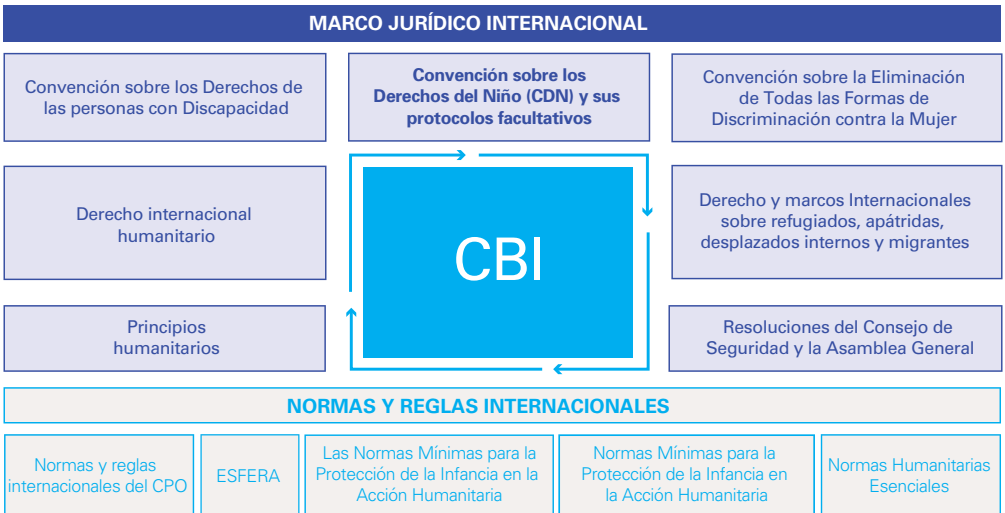 MARCO JURÍDICO INTERNACIONAL
Convención sobre los Derechos de
las personas con Discapacidad
Convención sobre los
Derechos del Niño (CDN) y sus
protocolos facultativos
Convención sobre la Eliminación
de Todas las Formas de
Discriminación contra la Mujer
Derecho internacional
humanitario
CBI
Derecho y marcos Internacionales
sobre refugiados, apátridas,
desplazados internos y migrantes
Principios
humanitarios
Resoluciones del Consejo de
Seguridad y la Asamblea General
NORMAS Y REGLAS INTERNACIONALES
Normas y reglas
internacionales del CPO
ESFERA
Las Normas Mínimas para la
Protección de la Infancia en la
Acción Humanitaria
Normas Mínimas para la
Protección de la Infancia en
la Acción Humanitaria
Normas Humanitarias
Esenciales